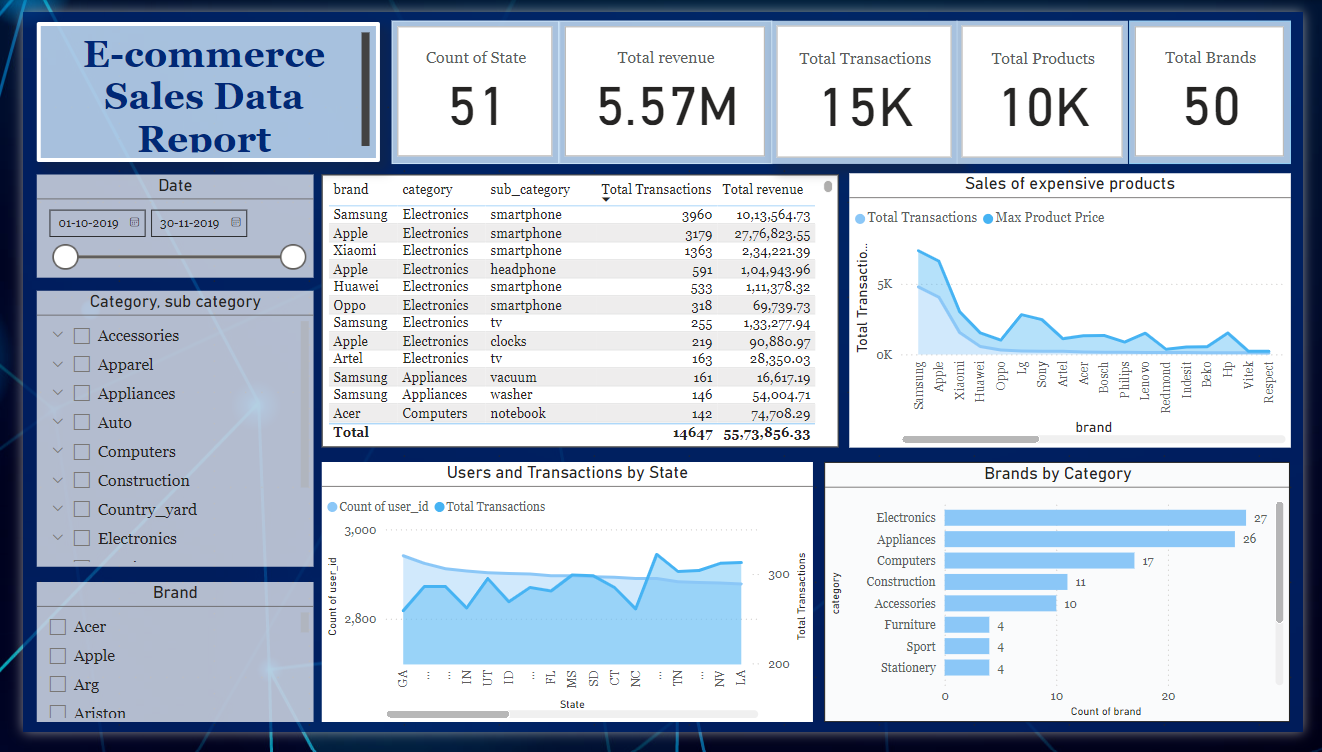 E-commerce
Sales Data
Report
Count of State
51
Total revenue
5.57M
Total Transactions
15K
Total Products
10K
Total Brands
50
Date
01-10-2019
30-11-2019
Category, sub category
Accessories
Apparel
Appliances
Auto
Computers
Construction
Country_yard
Electronics
Brand
Acer
Apple
Arg
Ariston
brand category sub_category Total Transactions Total revenue
Samsung Electronics smartphone 3960 10,13,564.73
Apple Electronics smartphone 3179 27,76,823.55
Xiaomi Electronics smartphone 1363 2,34,221.39
Apple Electronics headphone 591 1,04,943.96
Huawei Electronics smartphone 533 1,11,378.32
Oppo Electronics smartphone 318 69,739.73
Samsung Electronics tv 255 1,33,277.94
Apple Electronics clocks 219 90,880.97
Artel Electronics tv 163 28,350.03
Samsung Appliances vacuum 161 16,617.19
Samsung Appliances washer 146 54,004.71
Acer Computers notebook 142 74,708.29
Total 14647 55,73,856.33
Sales of expensive products
Total Transactions Max Product Price
Total Transactio...
5K
0K
Samsung
Apple
Xiaomi
Huawei
Oppo
Lg
Sony
Artel
Acer
Bosch
Philips
Lenovo
Redmond
Indesit
Beko
Hp
Vitek
Respect
brand
Users and Transactions by State
Count of user_id Total Transactions
Count of user_id
3,000
2,800
Total Transactions
300
200
GA
...
...
IN
UT
ID
...
FL
MS
SD
CT
NC
...
TN
...
NV
LA
State
Brands by Category
category
Electronics 27
Appliances 26
Computers 17
Construction 11
Accessories 10
Furniture 4
Sport 4
Stationery 4
0 10 20
Count of brand